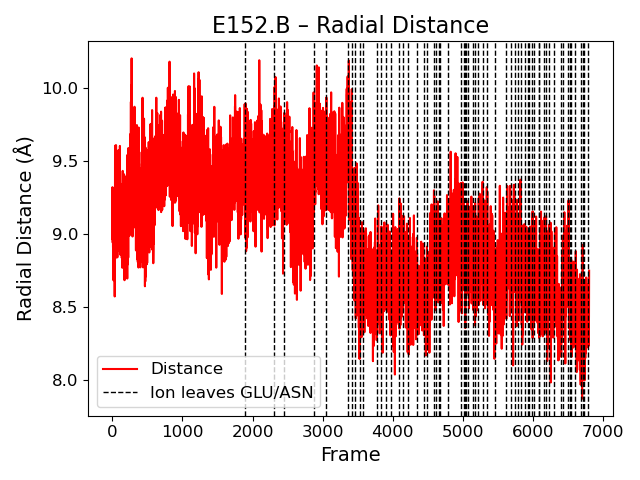 E152.B – Radial Distance
Radial Distance (Å)
10.0
9.5
9.0
8.5
8.0
Distance
Ion leaves GLU/ASN
0 1000 2000 3000 4000 5000 6000 7000
Frame